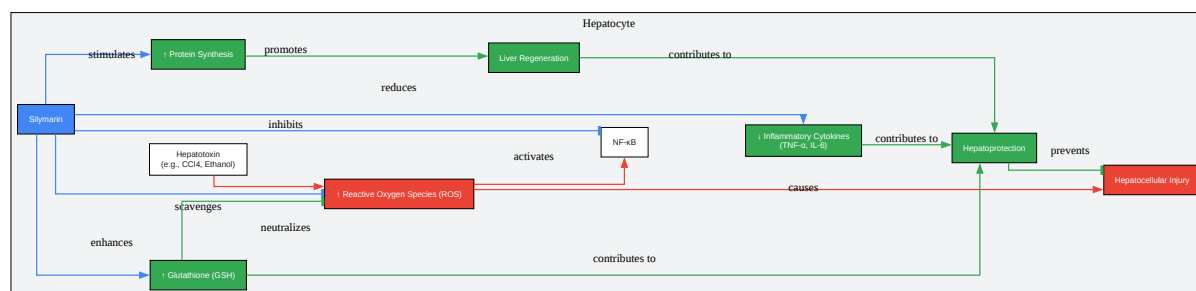 Hepatocyte
stimulates
↑ Protein Synthesis
promotes
Liver Regeneration
contributes to
reduces
Silymarin
inhibits
NF-κB
↓ Inflammatory Cytokines
(TNF-α, IL-6)
contributes to
Hepatoprotection
prevents
Hepatotoxin
(e.g., CCl4, Ethanol)
activates
↑ Reactive Oxygen Species (ROS)
causes
Hepatocellular Injury
scavenges
neutralizes
enhances
↑ Glutathione (GSH)
contributes to